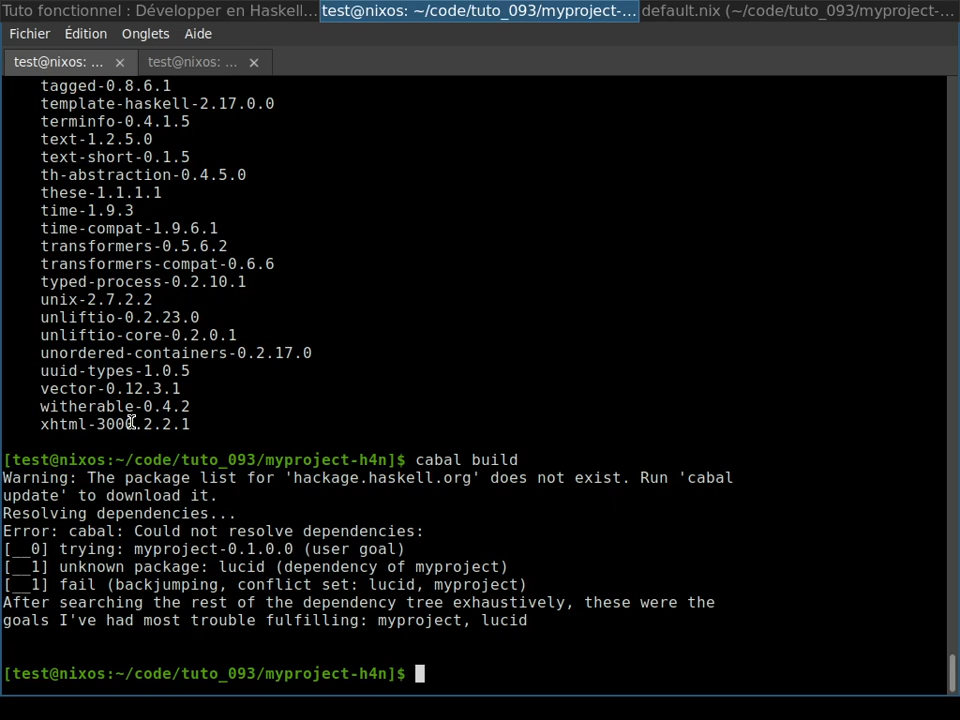 Tuto fonctionnel : Développer en Haskell... test@nixos: ~/code/tuto_093/myproject-... default.nix (~/code/tuto_093/myproject-...
Fichier Édition Onglets Aide
test@nixos: ... × test@nixos: ... ×
tagged-0.8.6.1
template-haskell-2.17.0.0
terminfo-0.4.1.5
text-1.2.5.0
text-short-0.1.5
th-abstraction-0.4.5.0
these-1.1.1.1
time-1.9.3
time-compat-1.9.6.1
transformers-0.5.6.2
transformers-compat-0.6.6
typed-process-0.2.10.1
unix-2.7.2.2
unliftio-0.2.23.0
unliftio-core-0.2.0.1
unordered-containers-0.2.17.0
uuid-types-1.0.5
vector-0.12.3.1
witherable-0.4.2
xhtml-3000.2.2.1
[test@nixos:~/code/tuto_093/myproject-h4n]$ cabal build
Warning: The package list for 'hackage.haskell.org' does not exist. Run 'cabal
update' to download it.
Resolving dependencies...
Error: cabal: Could not resolve dependencies:
[__0] trying: myproject-0.1.0.0 (user goal)
[__1] unknown package: lucid (dependency of myproject)
[__1] fail (backjumping, conflict set: lucid, myproject)
After searching the rest of the dependency tree exhaustively, these were the
goals I've had most trouble fulfilling: myproject, lucid
[test@nixos:~/code/tuto_093/myproject-h4n]$